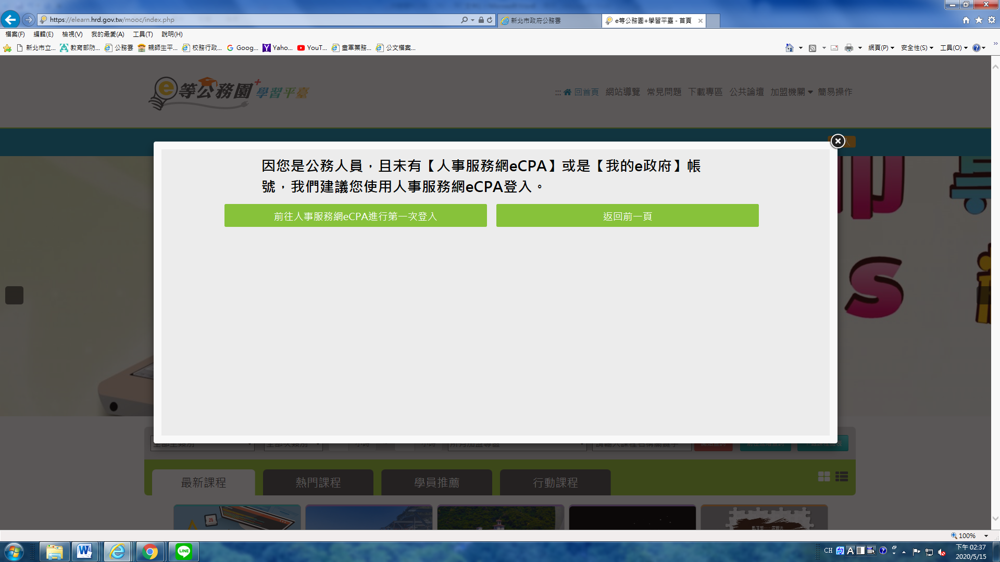 https://elearn.hrd.gov.tw/mooc/index.php
新北市政府公務雲
e等公務園+學習平臺 - 首頁
檔案(F) 編輯(E) 檢視(V) 我的最愛(A) 工具(T) 說明(H)
新北市立... 教育部防... 公務雲 親師生平... 校務行政... Goog... Yaho... YouT... 童軍業務... 公文檔案...
網頁(P) 安全性(S) 工具(O)
e等公務園+學習平臺
::: 回首頁 網站導覽 常見問題 下載專區 公共論壇 加盟機關 簡易操作
因您是公務人員，且未有【人事服務網eCPA】或是【我的e政府】帳
號，我們建議您使用人事服務網eCPA登入。
前往人事服務網eCPA進行第一次登入
返回前一頁
最新課程 熱門課程 學員推薦 行動課程
25
100%
CH
下午 02:37
2020/5/15
LINE